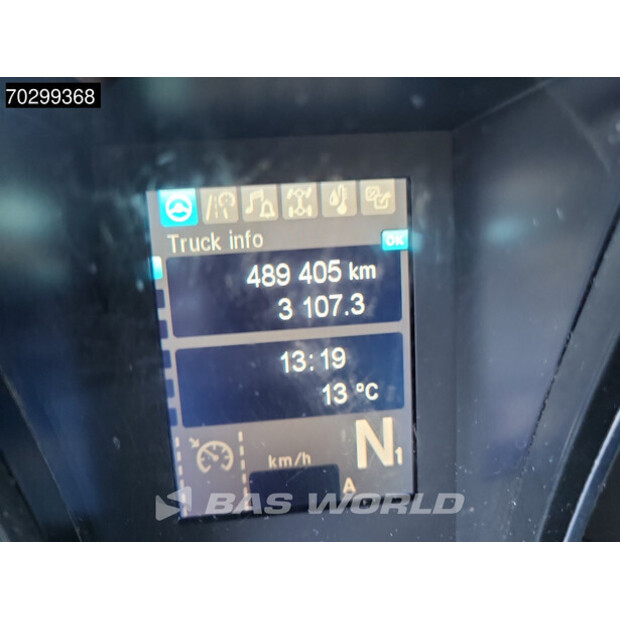 70299368
Truck info
OK
489 405 km
3 107.3
13:19
13 °C
km/h
N1
A
BAS WORLD